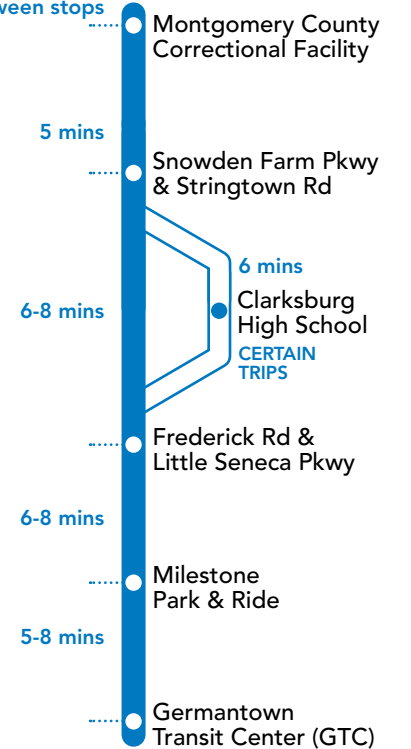 stops
Montgomery County
Correctional Facility
5 mins
Snowden Farm Pkwy
& Stringtown Rd
6 mins
6-8 mins
Clarksburg
High School
CERTAIN
TRIPS
Frederick Rd &
Little Seneca Pkwy
6-8 mins
Milestone
Park & Ride
5-8 mins
Germantown
Transit Center (GTC)